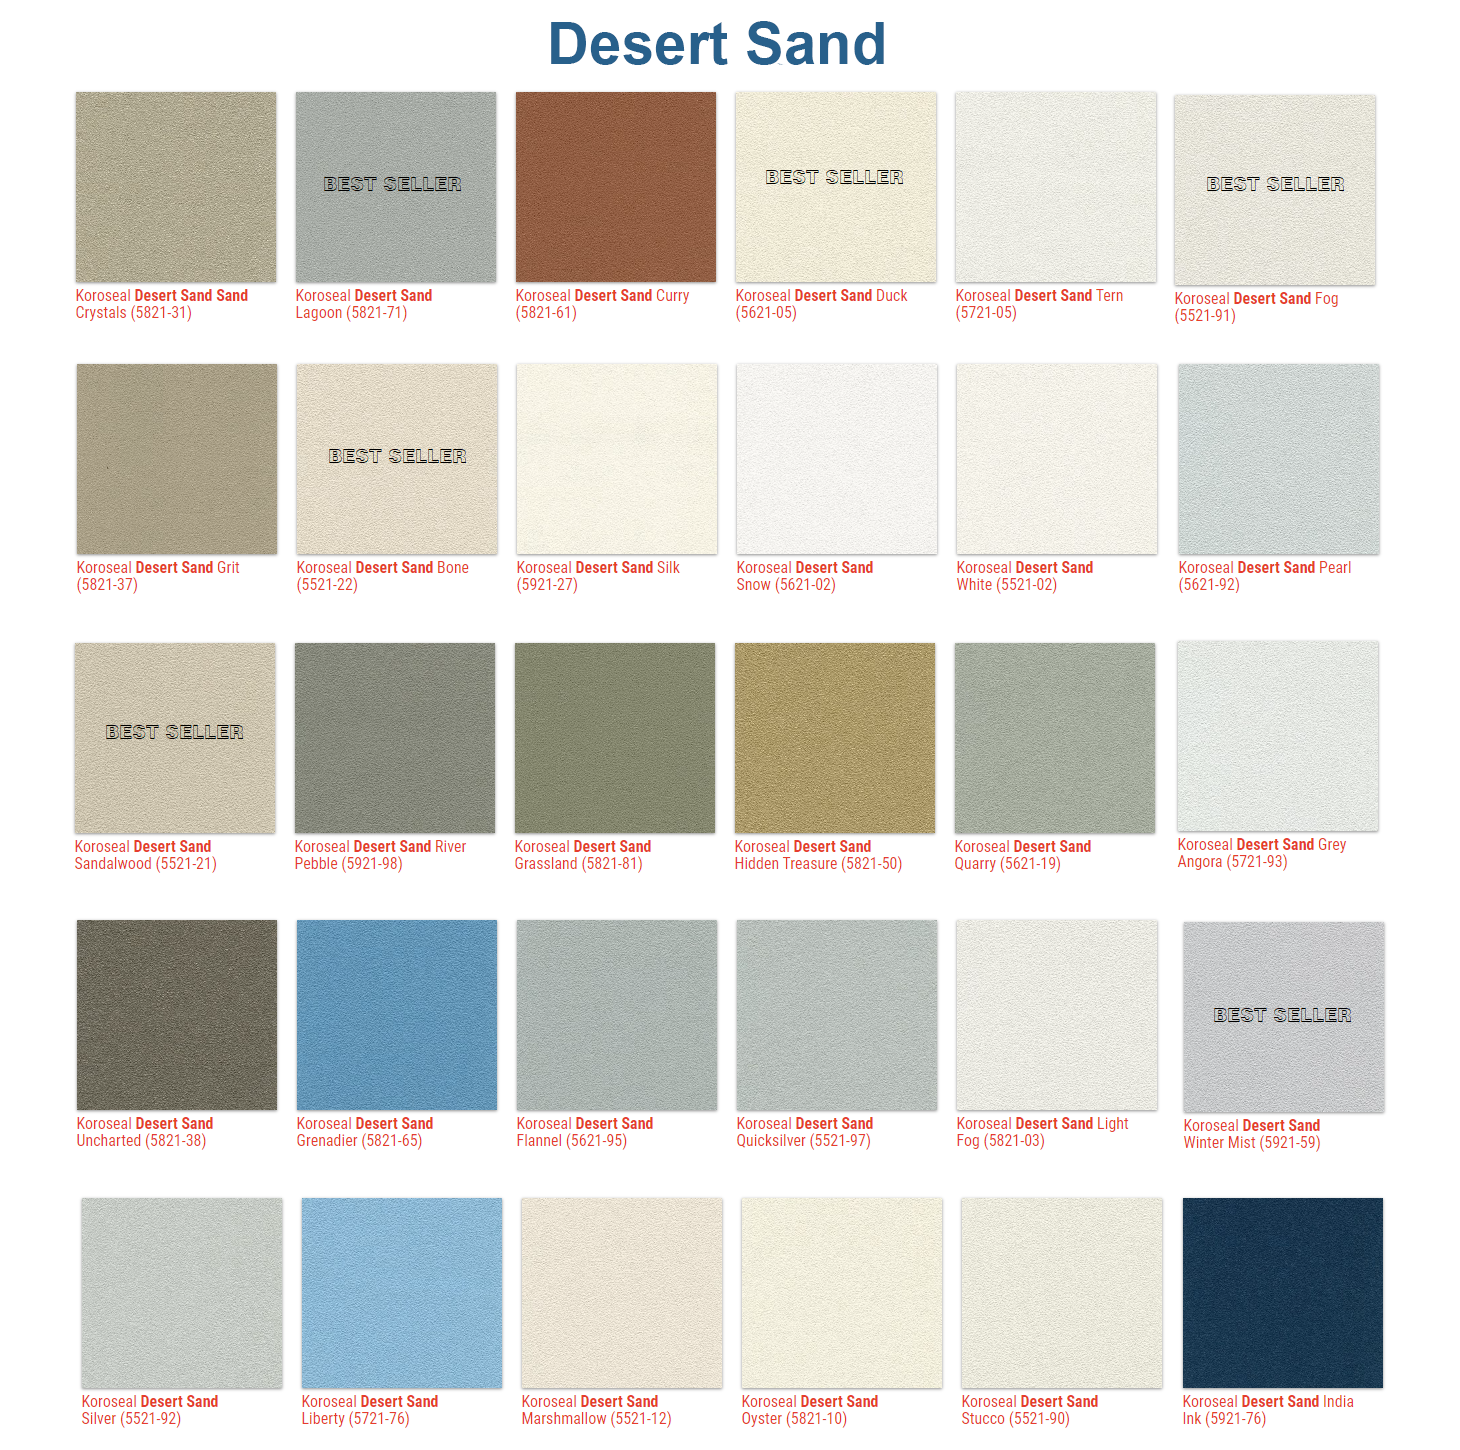 Desert Sand
BEST SELLER
BEST SELLER
BEST SELLER
Koroseal Desert Sand Sand
Crystals (5821-31)
Koroseal Desert Sand
Lagoon (5821-71)
Koroseal Desert Sand Curry
(5821-61)
Koroseal Desert Sand Duck
(5621-05)
Koroseal Desert Sand Tern
(5721-05)
Koroseal Desert Sand Fog
(5521-91)
BEST SELLER
Koroseal Desert Sand Grit
(5821-37)
Koroseal Desert Sand Bone
(5521-22)
Koroseal Desert Sand Silk
(5921-27)
Koroseal Desert Sand
Snow (5621-02)
Koroseal Desert Sand
White (5521-02)
Koroseal Desert Sand Pearl
(5621-92)
BEST SELLER
Koroseal Desert Sand
Sandalwood (5521-21)
Koroseal Desert Sand River
Pebble (5921-98)
Koroseal Desert Sand
Grassland (5821-81)
Koroseal Desert Sand
Hidden Treasure (5821-50)
Koroseal Desert Sand
Quarry (5621-19)
Koroseal Desert Sand Grey
Angora (5721-93)
BEST SELLER
Koroseal Desert Sand
Uncharted (5821-38)
Koroseal Desert Sand
Grenadier (5821-65)
Koroseal Desert Sand
Flannel (5621-95)
Koroseal Desert Sand
Quicksilver (5521-97)
Koroseal Desert Sand Light
Fog (5821-03)
Koroseal Desert Sand
Winter Mist (5921-59)
Koroseal Desert Sand
Silver (5521-92)
Koroseal Desert Sand
Liberty (5721-76)
Koroseal Desert Sand
Marshmallow (5521-12)
Koroseal Desert Sand
Oyster (5821-10)
Koroseal Desert Sand
Stucco (5521-90)
Koroseal Desert Sand India
Ink (5921-76)